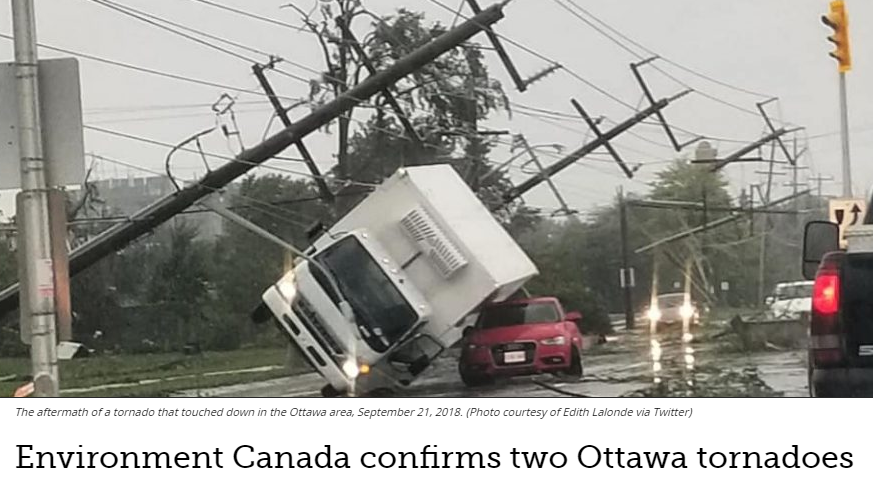 The aftermath of a tornado that touched down in the Ottawa area, September 21, 2018. (Photo courtesy of Edith Lalonde via Twitter)
Environment Canada confirms two Ottawa tornadoes